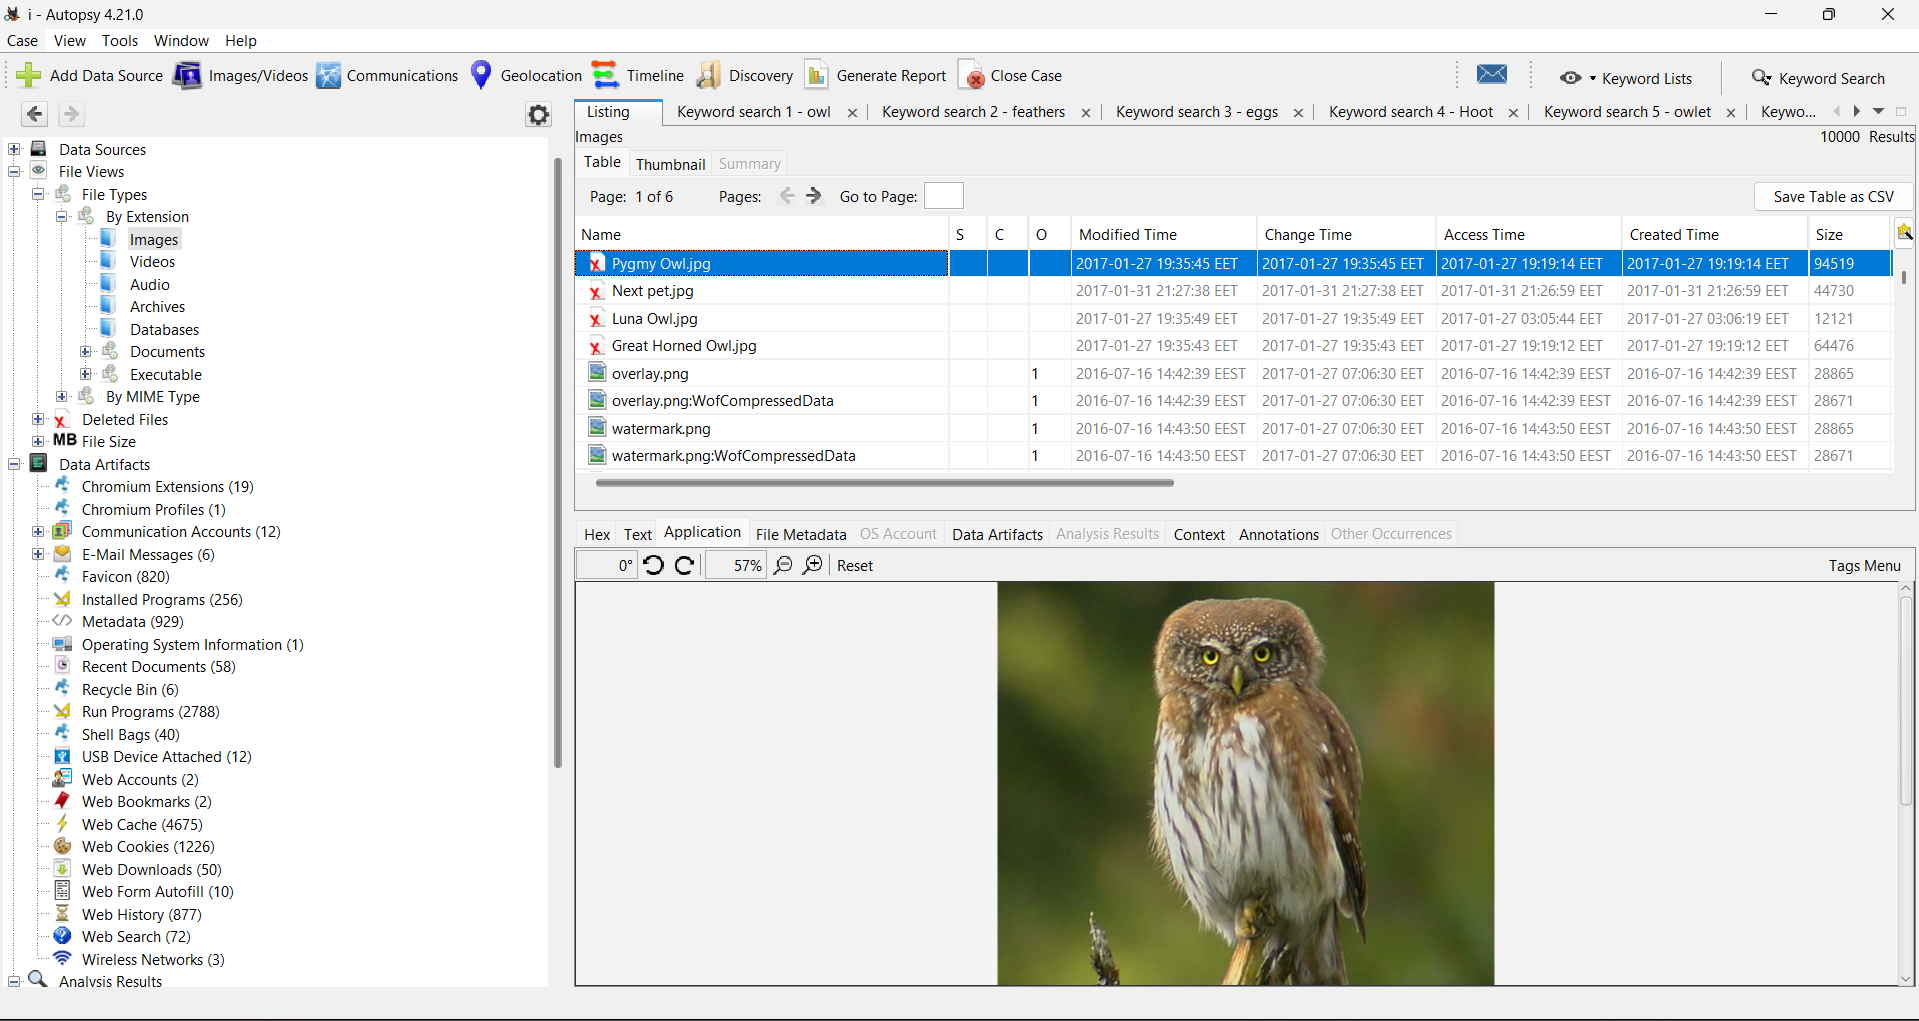 i - Autopsy 4.21.0
Case View Tools Window Help
Add Data Source Images/Videos Communications Geolocation Timeline Discovery Generate Report Close Case Keyword Lists Keyword Search
Listing Keyword search 1 - owl Keyword search 2 - feathers Keyword search 3 - eggs Keyword search 4 - Hoot Keyword search 5 - owlet Keywo...
Images 10000 Results
Table Thumbnail Summary
Page: 1 of 6 Pages: Go to Page: Save Table as CSV
Name S C O Modified Time Change Time Access Time Created Time Size
Pygmy Owl.jpg 2017-01-27 19:35:45 EET 2017-01-27 19:35:45 EET 2017-01-27 19:19:14 EET 2017-01-27 19:19:14 EET 94519
Next pet.jpg 2017-01-31 21:27:38 EET 2017-01-31 21:27:38 EET 2017-01-31 21:26:59 EET 2017-01-31 21:26:59 EET 44730
Luna Owl.jpg 2017-01-27 19:35:49 EET 2017-01-27 19:35:49 EET 2017-01-27 03:05:44 EET 2017-01-27 03:06:19 EET 12121
Great Horned Owl.jpg 2017-01-27 19:35:43 EET 2017-01-27 19:35:43 EET 2017-01-27 19:19:12 EET 2017-01-27 19:19:12 EET 64476
overlay.png 1 2016-07-16 14:42:39 EEST 2017-01-27 07:06:30 EET 2016-07-16 14:42:39 EEST 2016-07-16 14:42:39 EEST 28865
overlay.png:WofCompressedData 1 2016-07-16 14:42:39 EEST 2017-01-27 07:06:30 EET 2016-07-16 14:42:39 EEST 2016-07-16 14:42:39 EEST 28671
watermark.png 1 2016-07-16 14:43:50 EEST 2017-01-27 07:06:30 EET 2016-07-16 14:43:50 EEST 2016-07-16 14:43:50 EEST 28865
watermark.png:WofCompressedData 1 2016-07-16 14:43:50 EEST 2017-01-27 07:06:30 EET 2016-07-16 14:43:50 EEST 2016-07-16 14:43:50 EEST 28671
Hex Text Application File Metadata OS Account Data Artifacts Analysis Results Context Annotations Other Occurrences
0° 57% Reset Tags Menu
Data Sources
File Views
File Types
By Extension
Images
Videos
Audio
Archives
Databases
Documents
Executable
By MIME Type
Deleted Files
MB File Size
Data Artifacts
Chromium Extensions (19)
Chromium Profiles (1)
Communication Accounts (12)
E-Mail Messages (6)
Favicon (820)
Installed Programs (256)
Metadata (929)
Operating System Information (1)
Recent Documents (58)
Recycle Bin (6)
Run Programs (2788)
Shell Bags (40)
USB Device Attached (12)
Web Accounts (2)
Web Bookmarks (2)
Web Cache (4675)
Web Cookies (1226)
Web Downloads (50)
Web Form Autofill (10)
Web History (877)
Web Search (72)
Wireless Networks (3)
Analysis Results